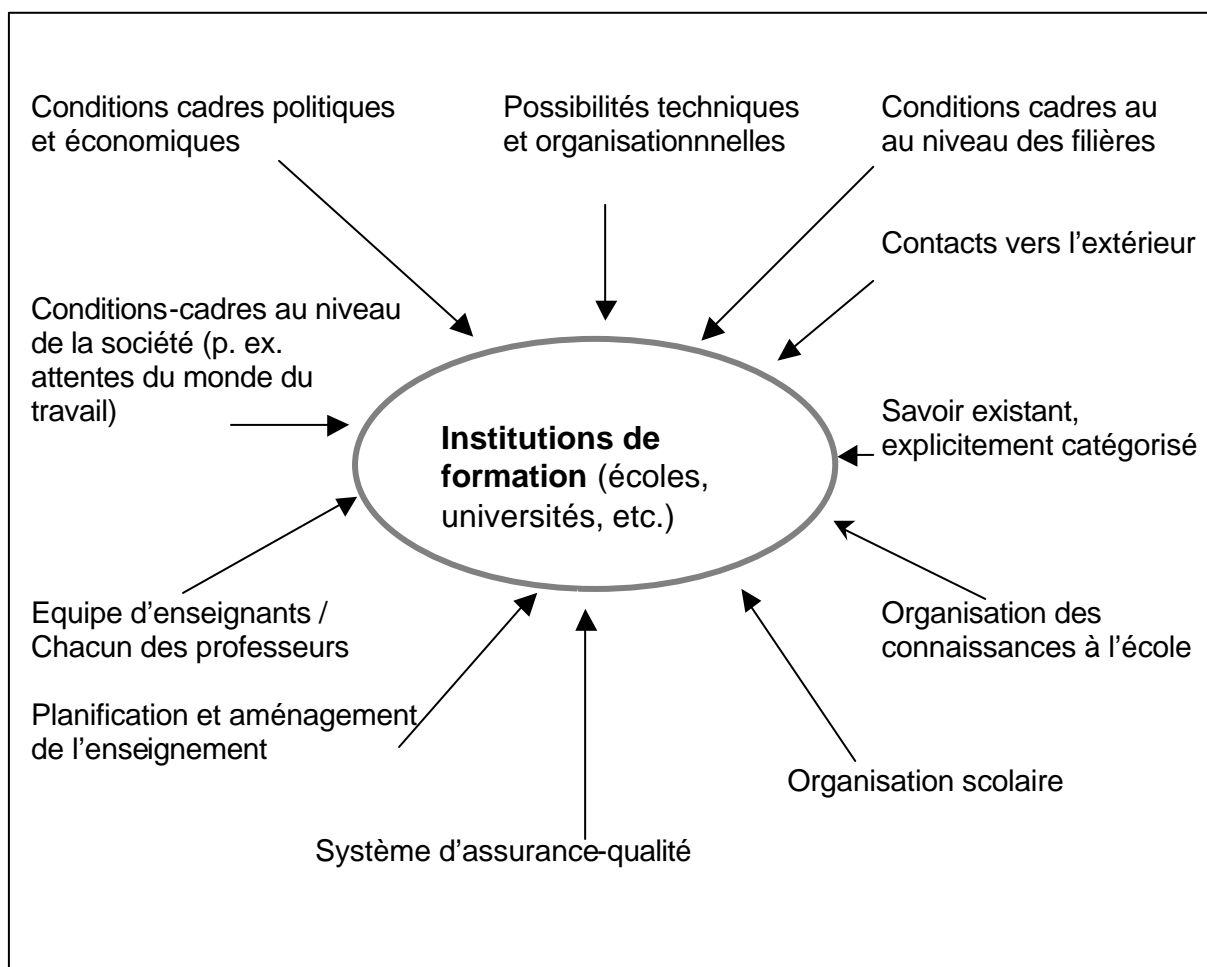 Conditions cadres politiques
et économiques
Possibilités techniques
et organisationnnelles
Conditions cadres au
au niveau des filières
Contacts vers l’extérieur
Conditions-cadres au niveau
de la société (p. ex.
attentes du monde du
travail)
Savoir existant,
explicitement catégorisé
Institutions de
formation (écoles,
universités, etc.)
Equipe d’enseignants /
Chacun des professeurs
Organisation des
connaissances à l’école
Planification et aménagement
de l’enseignement
Organisation scolaire
Système d’assurance-qualité